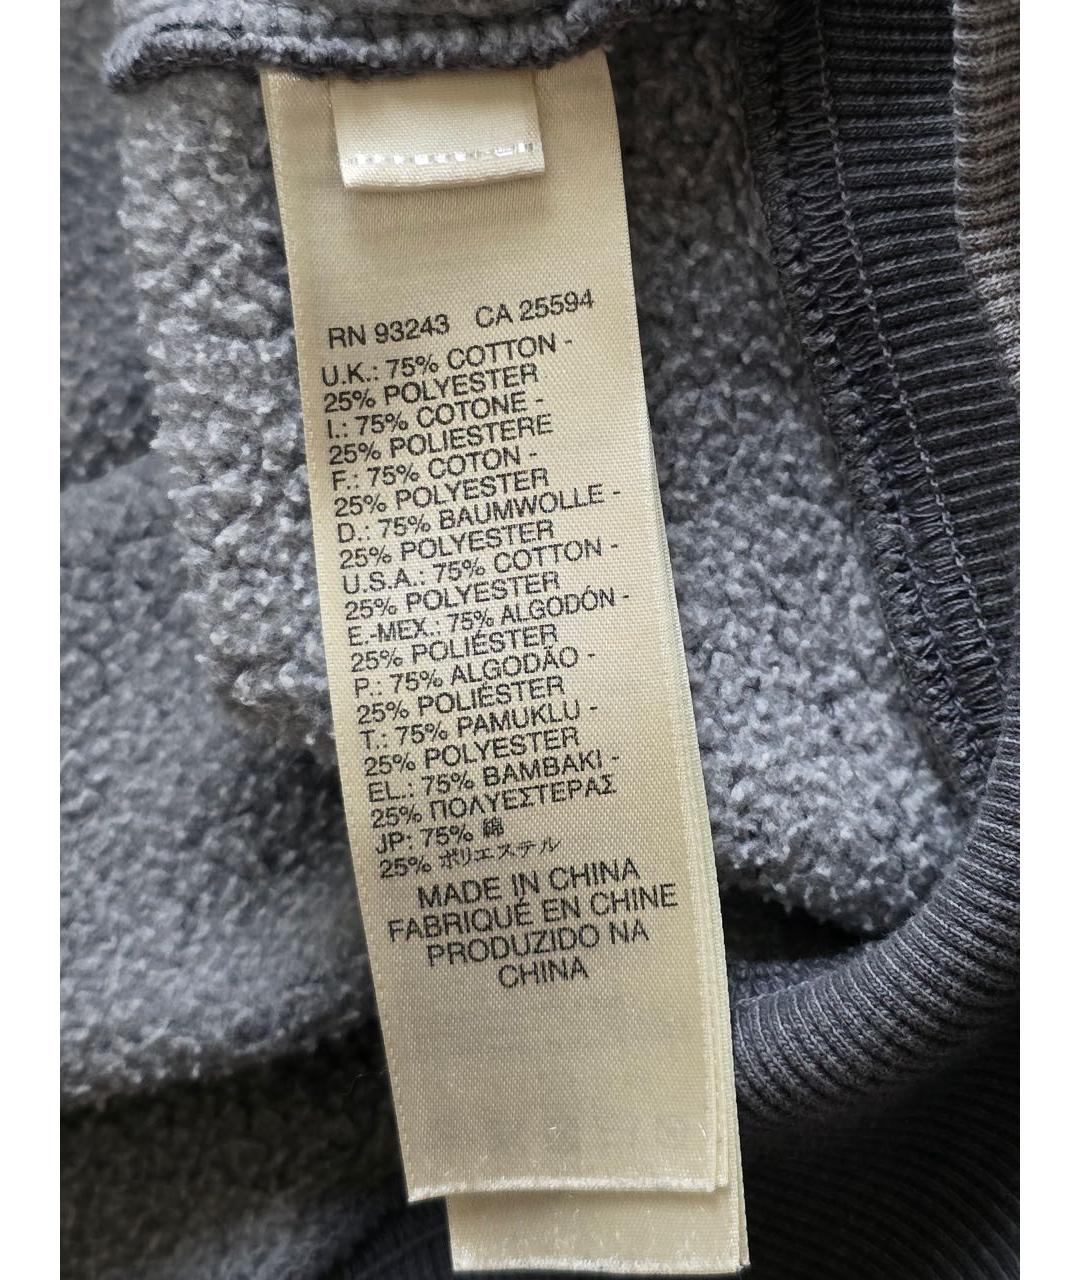 RN 93243 CA 25594
U.K.: 75% COTTON -
25% POLYESTER
I.: 75% COTONE -
25% POLIESTERE
F.: 75% COTON -
25% POLYESTER
D.: 75% BAUMWOLLE -
25% POLYESTER
U.S.A.: 75% COTTON -
25% POLYESTER
E.-MEX.: 75% ALGODÓN -
25% POLIÉSTER
P.: 75% ALGODÃO -
25% POLIÉSTER
T.: 75% PAMUKLU -
25% POLYESTER
EL.: 75% BAMBAKI -
25% ΠΟΛΥΕΣΤΕΡΑΣ
JP: 75% 綿
25% ポリエステル
MADE IN CHINA
FABRIQUÉ EN CHINE
PRODUZIDO NA
CHINA